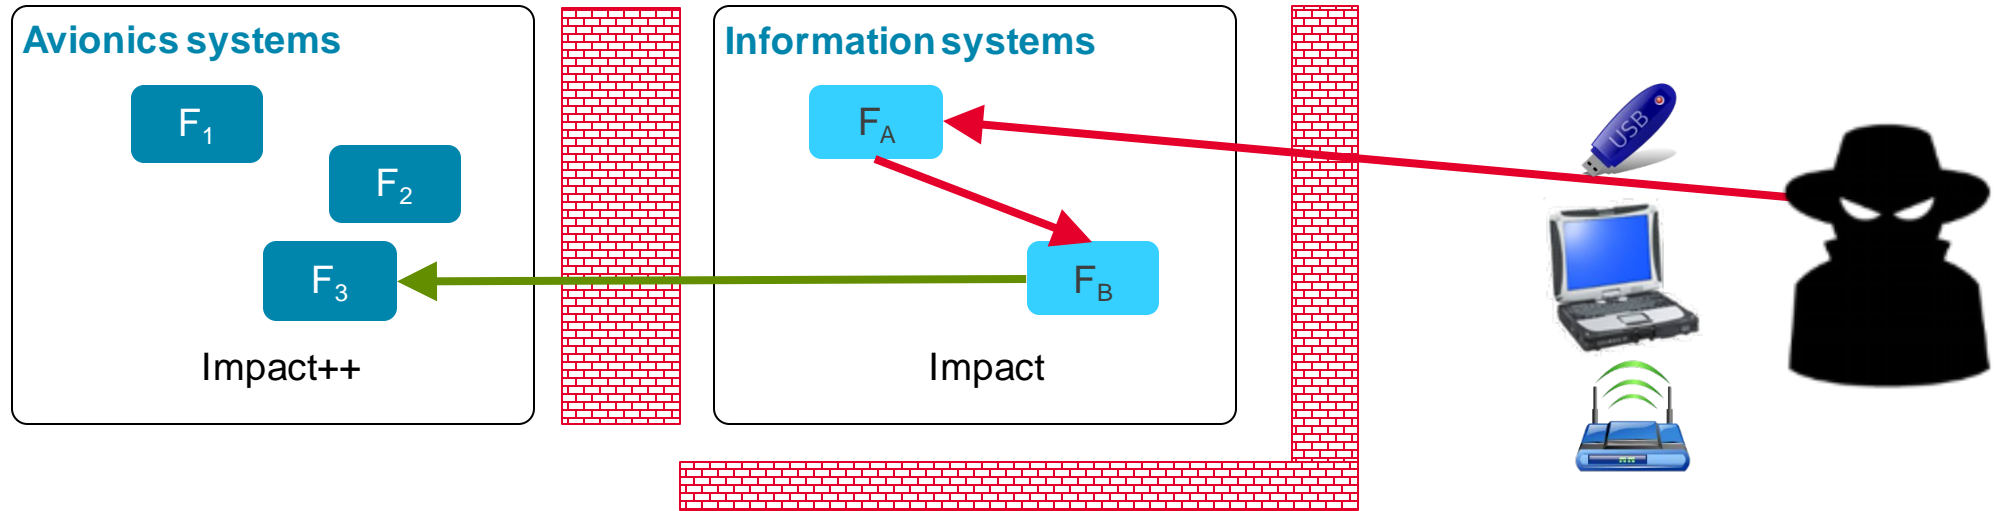 Avionics systems
F1
F2
F3
Impact++
Information systems
FA
FB
Impact
USB